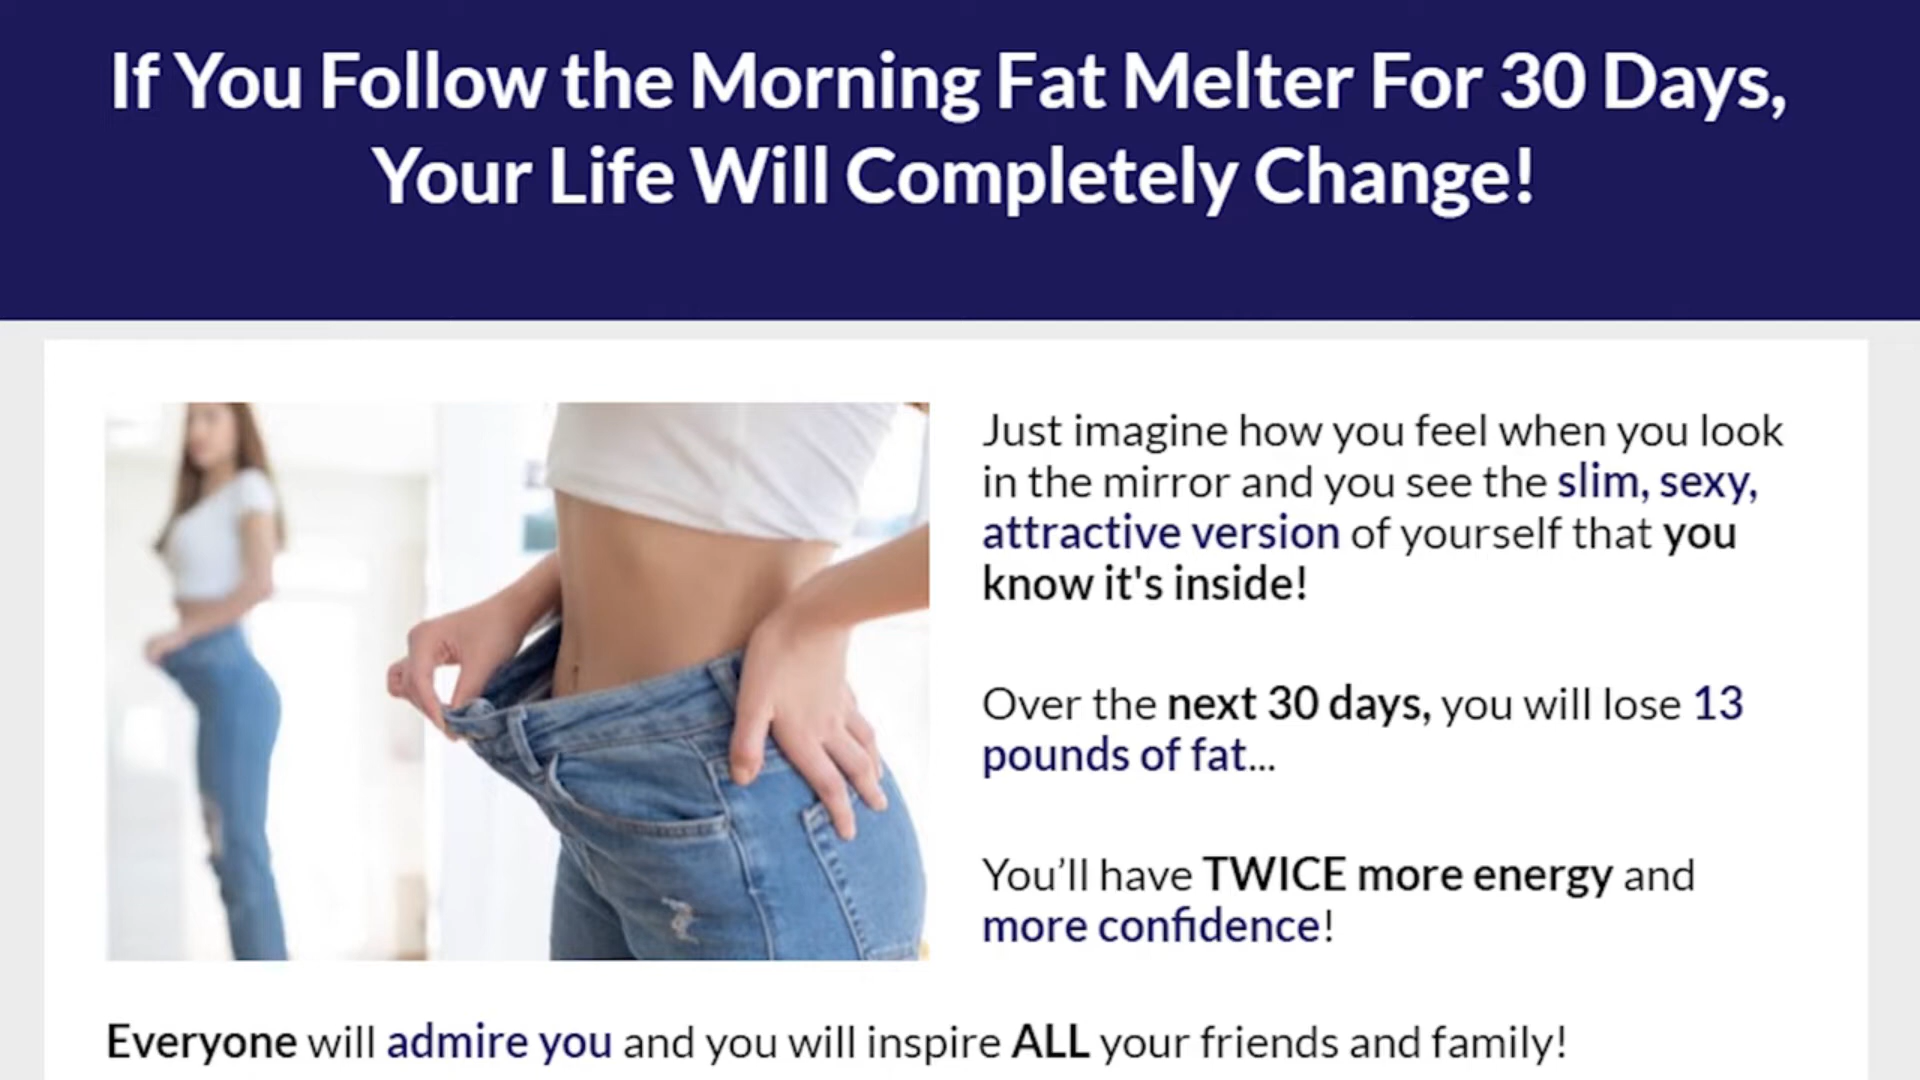 If You Follow the Morning Fat Melter For 30 Days,
Your Life Will Completely Change!
Just imagine how you feel when you look
in the mirror and you see the slim, sexy,
attractive version of yourself that you
know it's inside!
Over the next 30 days, you will lose 13
pounds of fat...
You’ll have TWICE more energy and
more confidence!
Everyone will admire you and you will inspire ALL your friends and family!